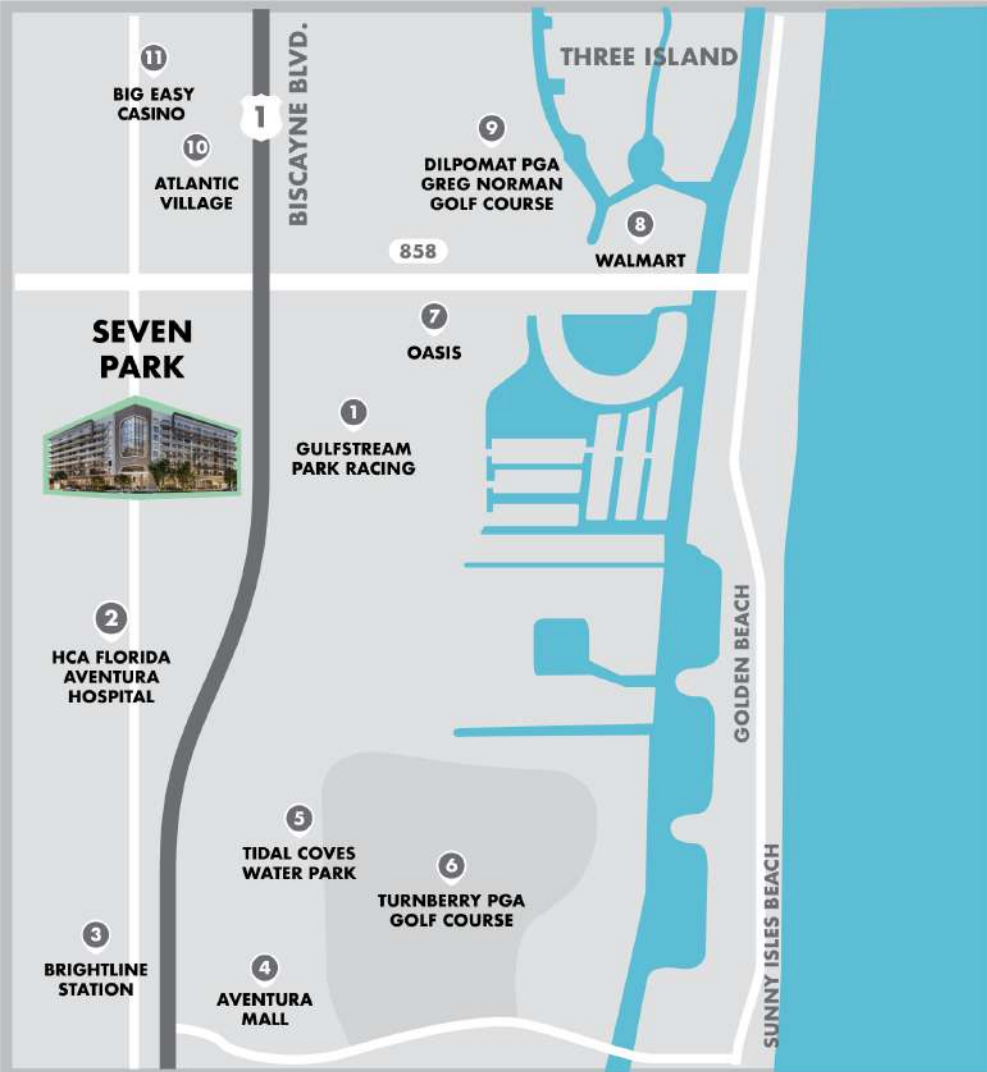 11
BIG EASY
CASINO
10
ATLANTIC
VILLAGE
1
BISCAYNE BLVD.
THREE ISLAND
9
DILPOMAT PGA
GREG NORMAN
GOLF COURSE
8
WALMART
858
SEVEN
PARK
7
OASIS
1
GULFSTREAM
PARK RACING
2
HCA FLORIDA
AVENTURA
HOSPITAL
GOLDEN BEACH
5
TIDAL COVES
WATER PARK
6
TURNBERRY PGA
GOLF COURSE
3
BRIGHTLINE
STATION
4
AVENTURA
MALL
SUNNY ISLES BEACH